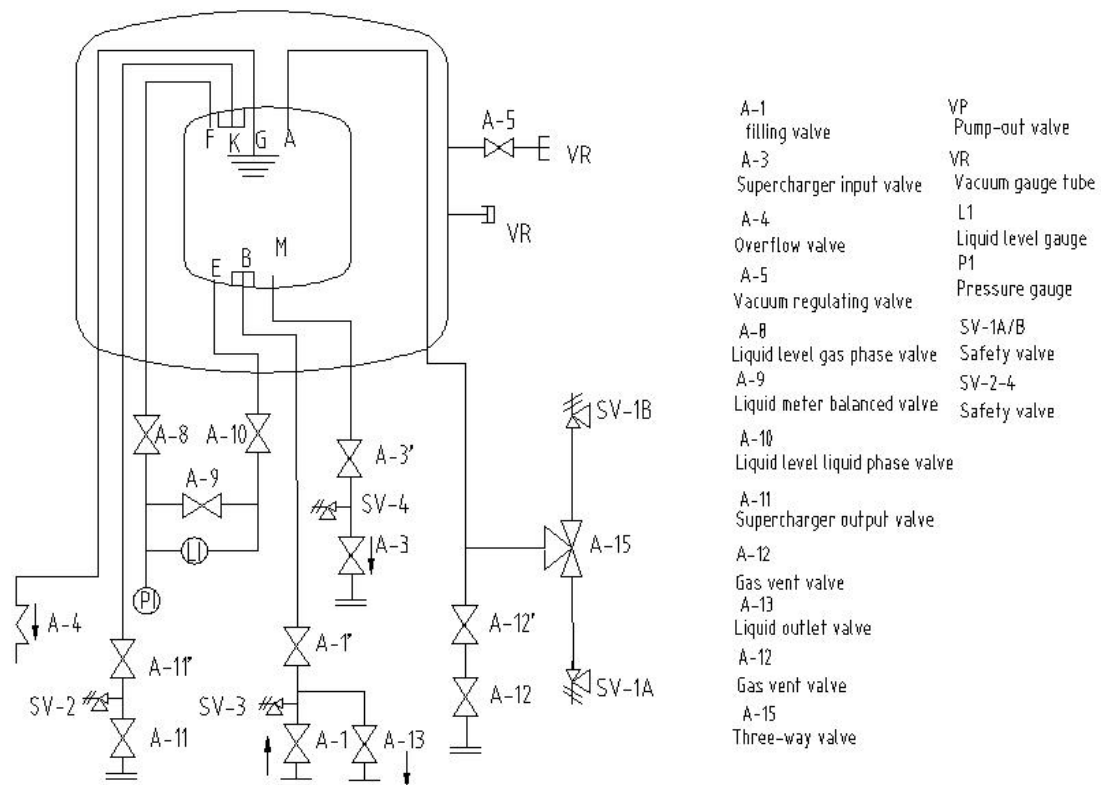 F
K
G
A
A-5
VR
VR
E
B
M
A-8
A-10
A-9
LI
PI
A-3'
SV-4
A-3
SV-1B
A-15
SV-1A
A-4
A-11'
SV-2
A-11
A-1'
SV-3
A-1
A-13
A-12'
A-12
A-1
filling valve
A-3
Supercharger input valve
A-4
Overflow valve
A-5
Vacuum regulating valve
A-8
Liquid level gas phase valve
A-9
Liquid meter balanced valve
A-10
Liquid level liquid phase valve
A-11
Supercharger output valve
A-12
Gas vent valve
A-13
Liquid outlet valve
A-12
Gas vent valve
A-15
Three-way valve
VP
Pump-out valve
VR
Vacuum gauge tube
L1
Liquid level gauge
P1
Pressure gauge
SV-1A/B
Safety valve
SV-2-4
Safety valve